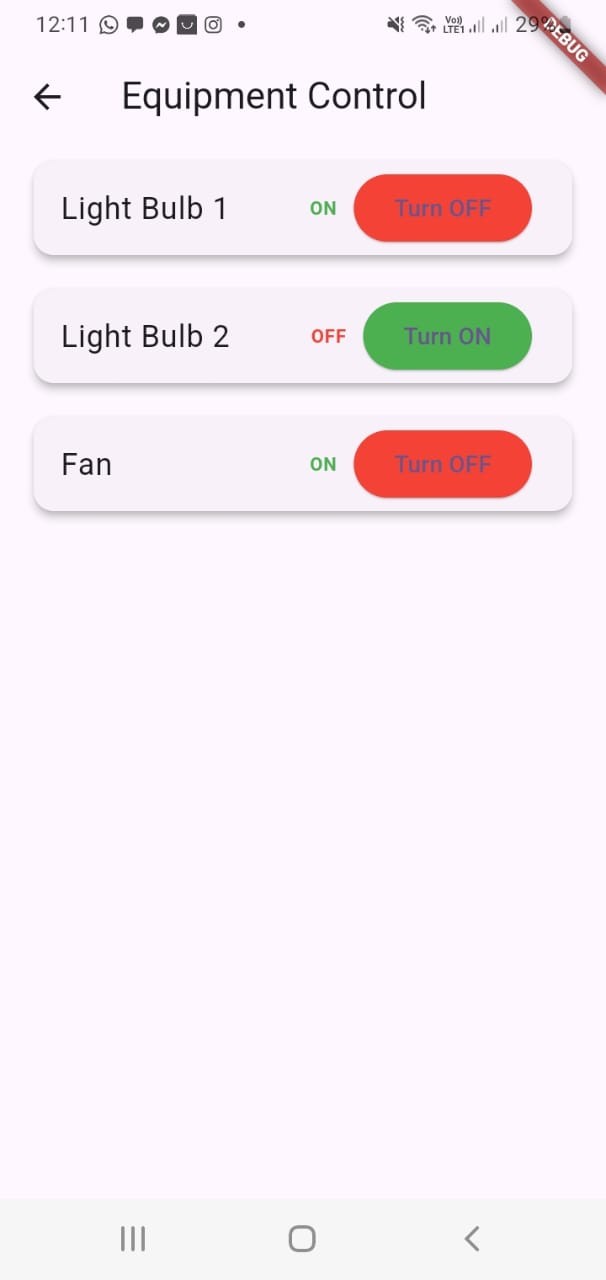 12:11 Vo)) LTE1 29%
DEBUG
Equipment Control
Light Bulb 1 ON Turn OFF
Light Bulb 2 OFF Turn ON
Fan ON Turn OFF